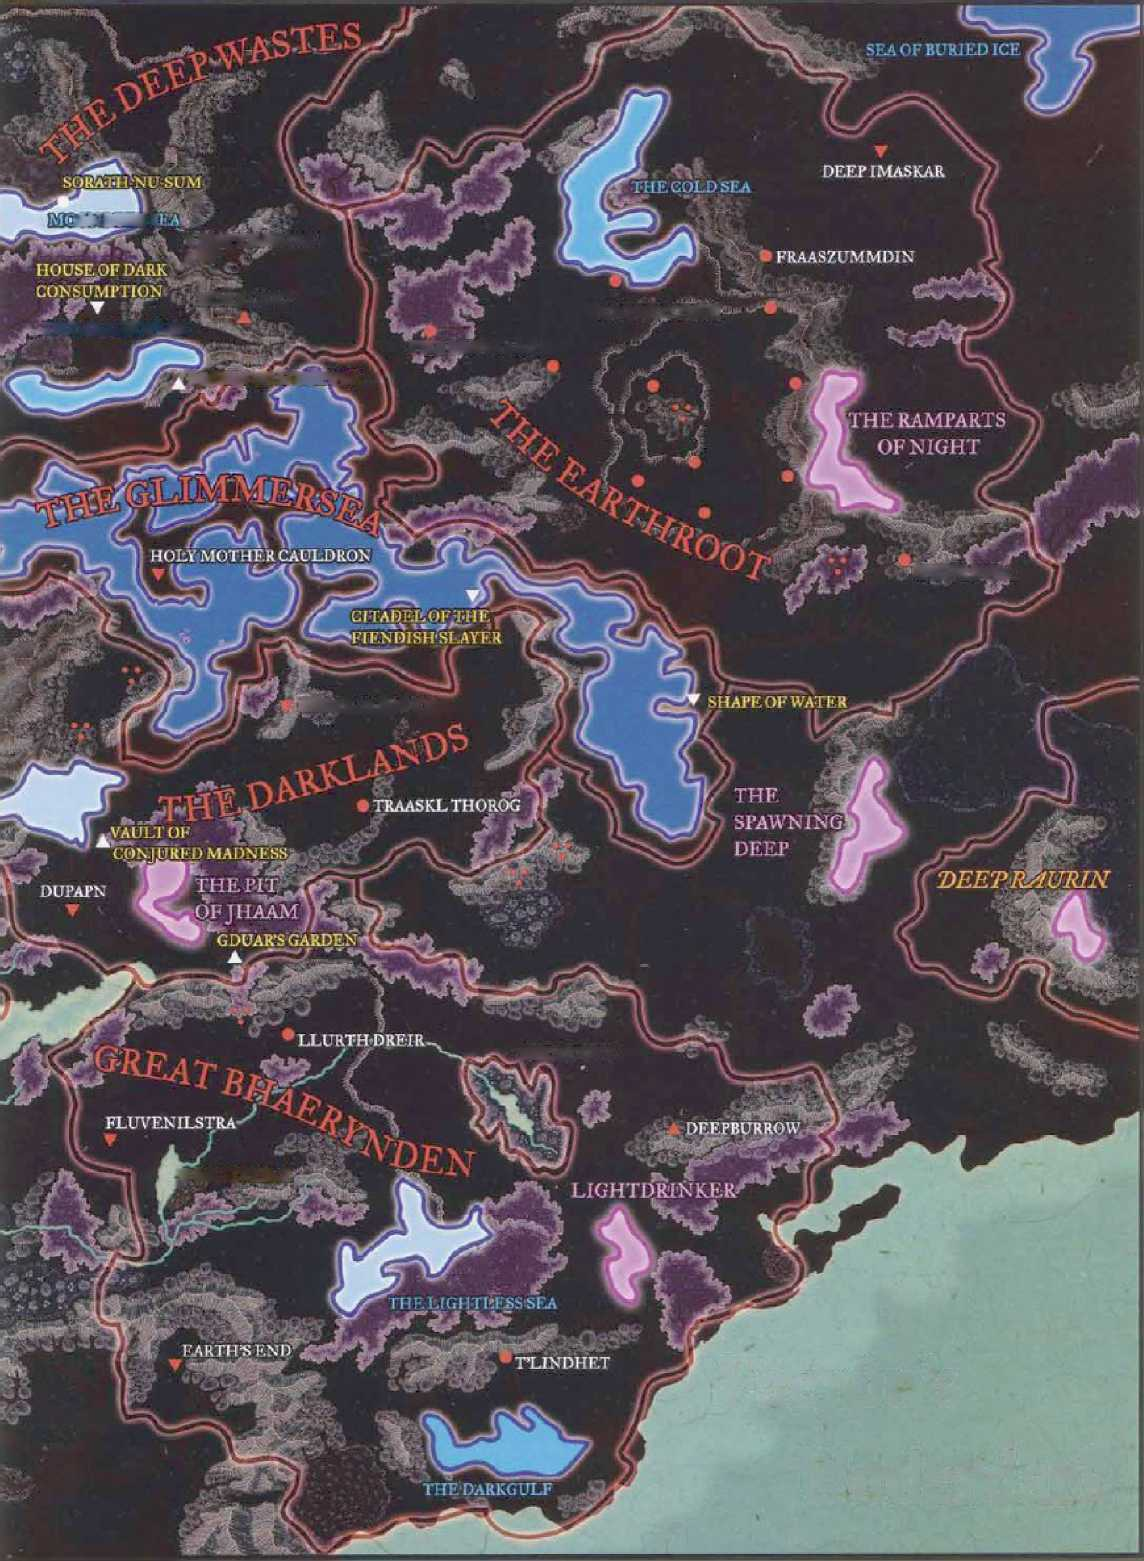 THE DEEP WASTES
SEA OF BURIED ICE
DEEP IMASKAR
SORATH-NU-SUM
THE COLD SEA
FRAASZUMMDIN
HOUSE OF DARK
CONSUMPTION
THE RAMPARTS
OF NIGHT
THE EARTHROOT
THE GLIMMERSEA
HOLY MOTHER CAULDRON
CITADEL OF THE
FIENDISH SLAYER
SHAPE OF WATER
THE DARKLANDS
TRAASKL THOROG
THE
SPAWNING
DEEP
VAULT OF
CONJURED MADNESS
DUPAPN
THE PIT
OF JHAAM
DEEP RAURIN
GDUAR'S GARDEN
LLURTH DREIR
GREAT BHAERYNDEN
FLUVENILSTRA
DEEPBURROW
LIGHTDRINKER
THE LIGHTLESS SEA
EARTH'S END
T'LINDHET
THE DARKGULF